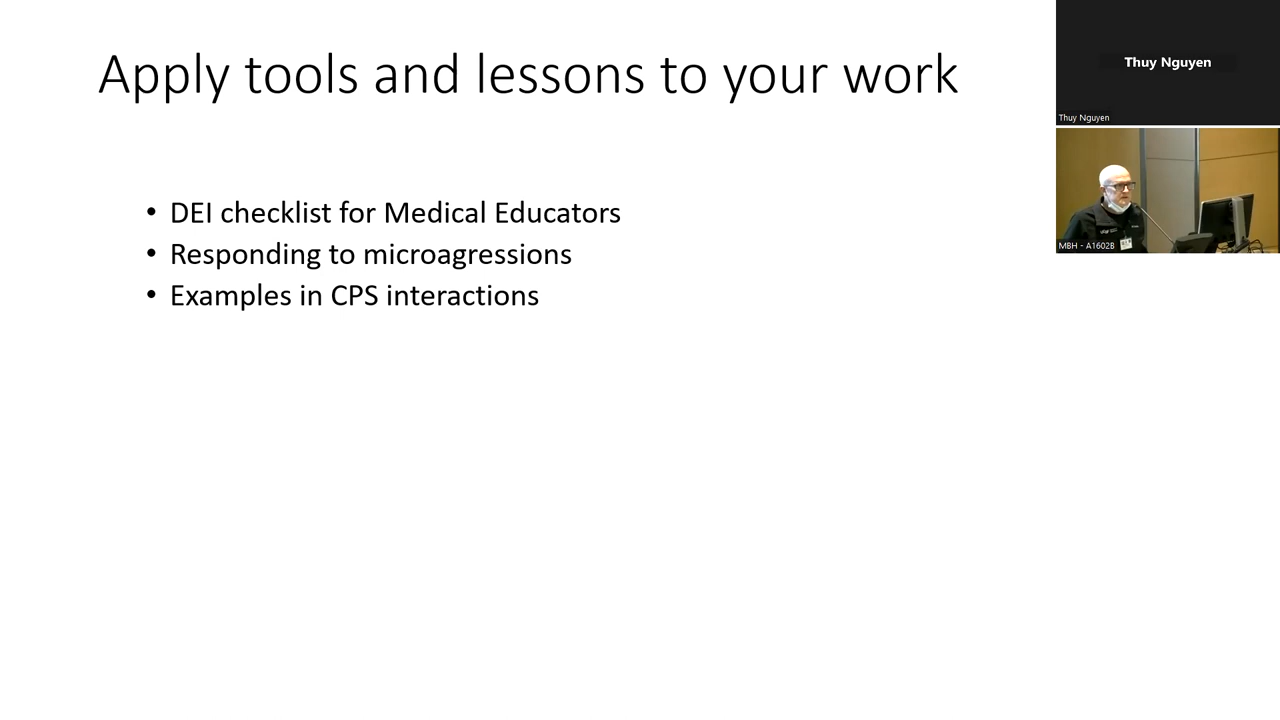 Apply tools and lessons to your work
• DEI checklist for Medical Educators
• Responding to microagressions
• Examples in CPS interactions
Thuy Nguyen
Thuy Nguyen
MBH - A1602B